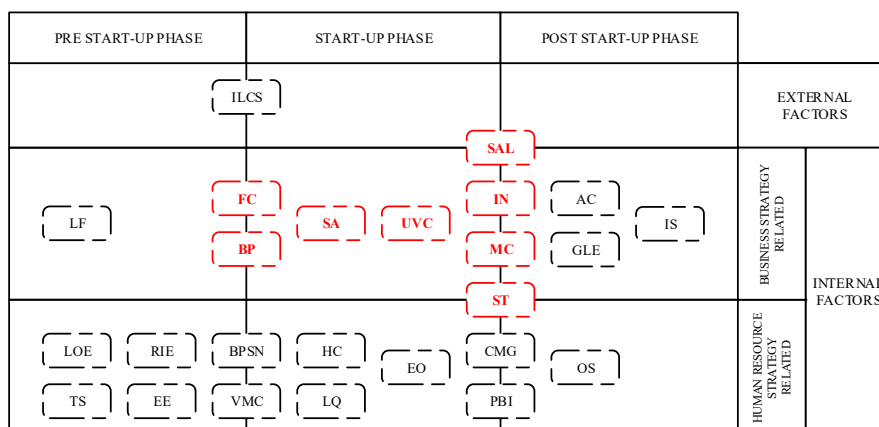 PRE START-UP PHASE
START-UP PHASE
POST START-UP PHASE
ILCS
EXTERNAL
FACTORS
SAL
FC
IN
AC
LF
SA
UVC
IS
BP
MC
GLE
BUSINESS STRATEGY
RELATED
INTERNAL
FACTORS
ST
LOE
RIE
BPSN
HC
EO
CMG
OS
TS
EE
VMC
LQ
PBI
HUMAN RESOURCE
STRATEGY
RELATED